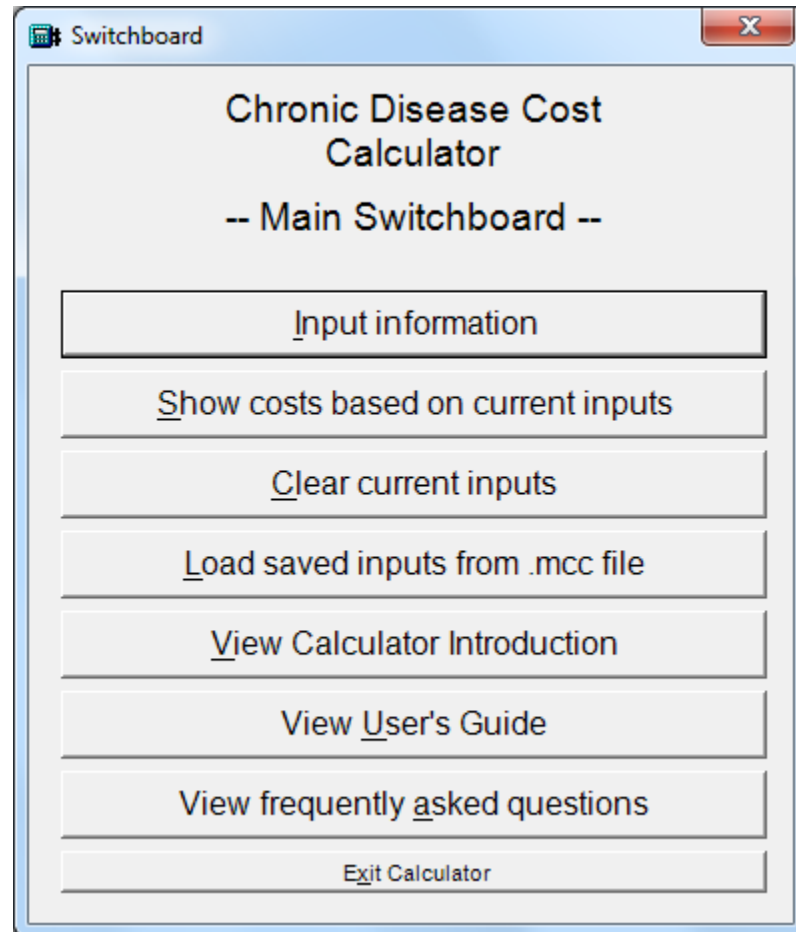 Switchboard
Chronic Disease Cost
Calculator
-- Main Switchboard --
Input information
Show costs based on current inputs
Clear current inputs
Load saved inputs from .mcc file
View Calculator Introduction
View User's Guide
View frequently asked questions
Exit Calculator